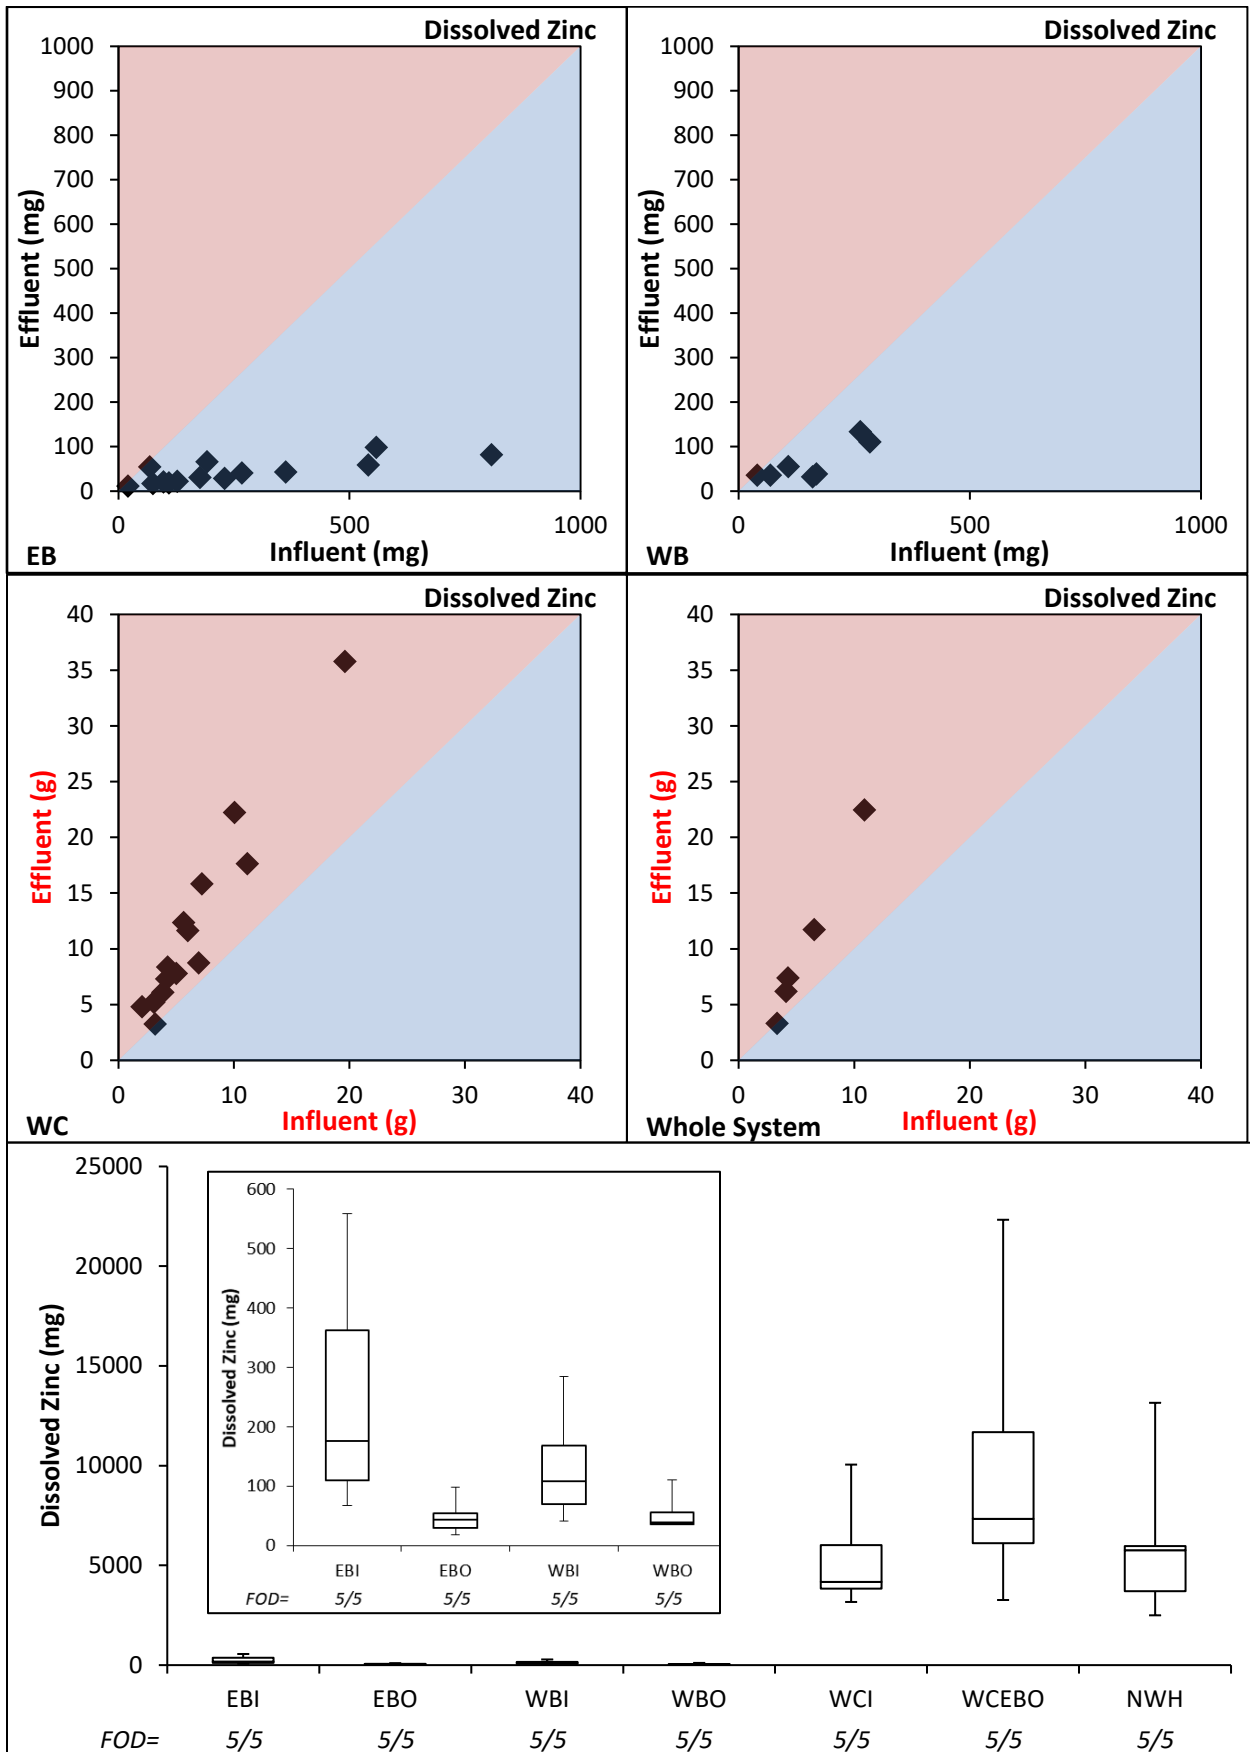 Dissolved Zinc
1000
900
800
700
600
500
400
300
200
100
0
Effluent (mg)
0 500 1000
EB Influent (mg)
Dissolved Zinc
1000
900
800
700
600
500
400
300
200
100
0
Effluent (mg)
0 500 1000
WB Influent (mg)
Dissolved Zinc
40
35
30
25
20
15
10
5
0
Effluent (g)
0 10 20 30 40
WC Influent (g)
Dissolved Zinc
40
35
30
25
20
15
10
5
0
Effluent (g)
0 10 20 30 40
Whole System Influent (g)
25000
20000
15000
10000
5000
0
Dissolved Zinc (mg)
600
500
400
300
200
100
0
Dissolved Zinc (mg)
EBI EBO WBI WBO
FOD= 5/5 5/5 5/5 5/5
EBI EBO WBI WBO WCI WCEBO NWH
FOD= 5/5 5/5 5/5 5/5 5/5 5/5 5/5